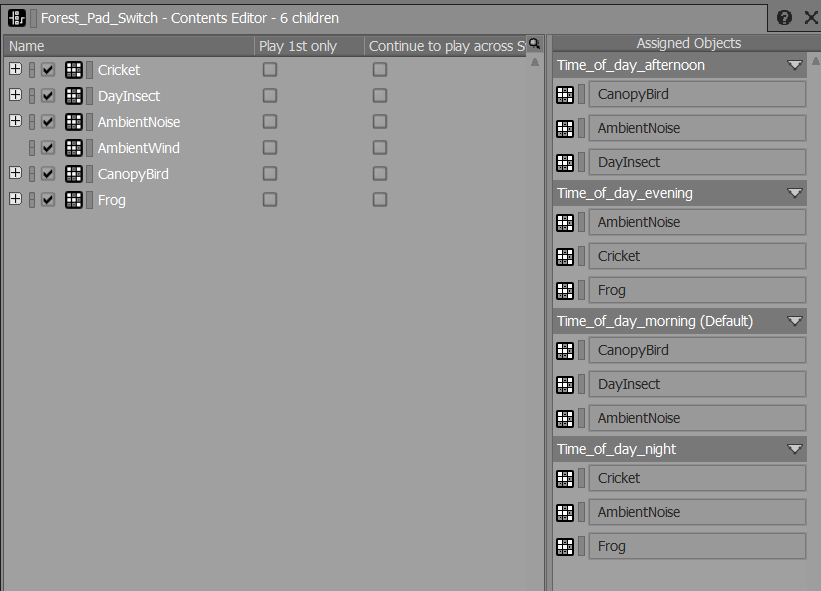 Forest_Pad_Switch - Contents Editor - 6 children
Name Play 1st only Continue to play across S
Cricket
DayInsect
AmbientNoise
AmbientWind
CanopyBird
Frog
Assigned Objects
Time_of_day_afternoon
CanopyBird
AmbientNoise
DayInsect
Time_of_day_evening
AmbientNoise
Cricket
Frog
Time_of_day_morning (Default)
CanopyBird
DayInsect
AmbientNoise
Time_of_day_night
Cricket
AmbientNoise
Frog